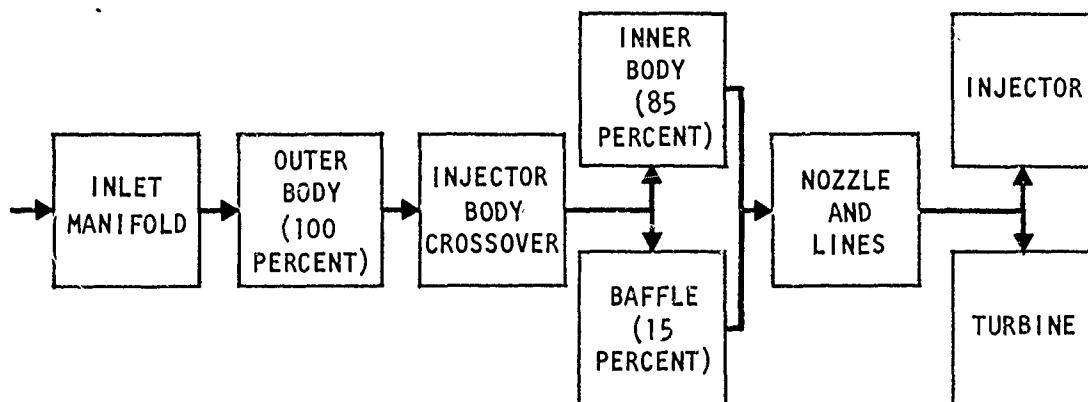 INLET
MANIFOLD
OUTER
BODY
(100
PERCENT)
INJECTOR
BODY
CROSSOVER
INNER
BODY
(85
PERCENT)
BAFFLE
(15
PERCENT)
NOZZLE
AND
LINES
INJECTOR
TURBINE